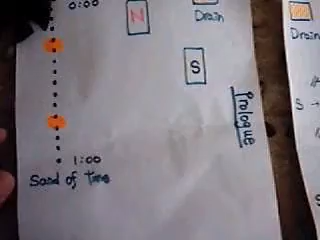 0:00
N
Drain
S
Prologue
1:00
Sand of Time
Drain
S →